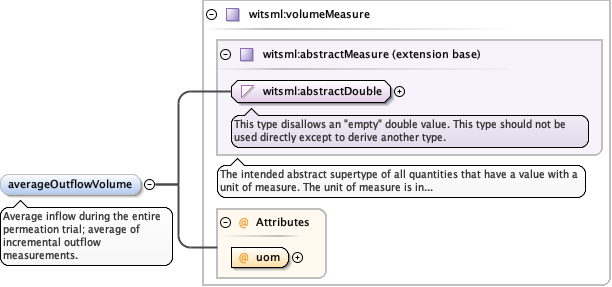 witsml:volumeMeasure
witsml:abstractMeasure (extension base)
witsml:abstractDouble
This type disallows an "empty" double value. This type should not be
used directly except to derive another type.
The intended abstract supertype of all quantities that have a value with a
unit of measure. The unit of measure is in...
averageOutflowVolume
Average inflow during the entire
permeation trial; average of
incremental outflow
measurements.
@ Attributes
@ uom